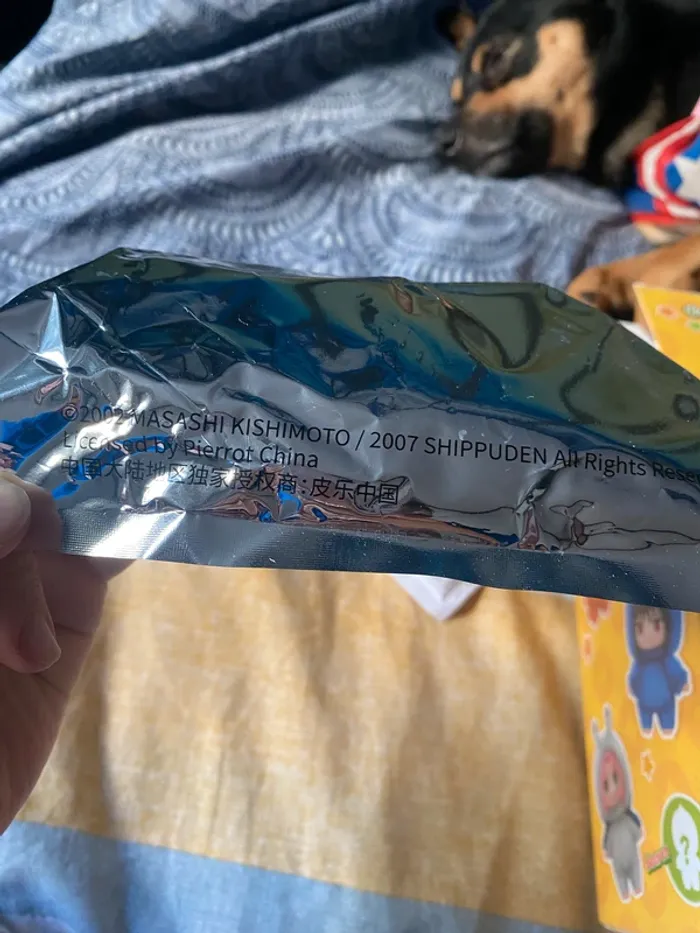 ©2002 MASASHI KISHIMOTO / 2007 SHIPPUDEN All Rights Reser
Licensed by Pierrot China
中国大陆地区独家授权商:皮乐中国
?